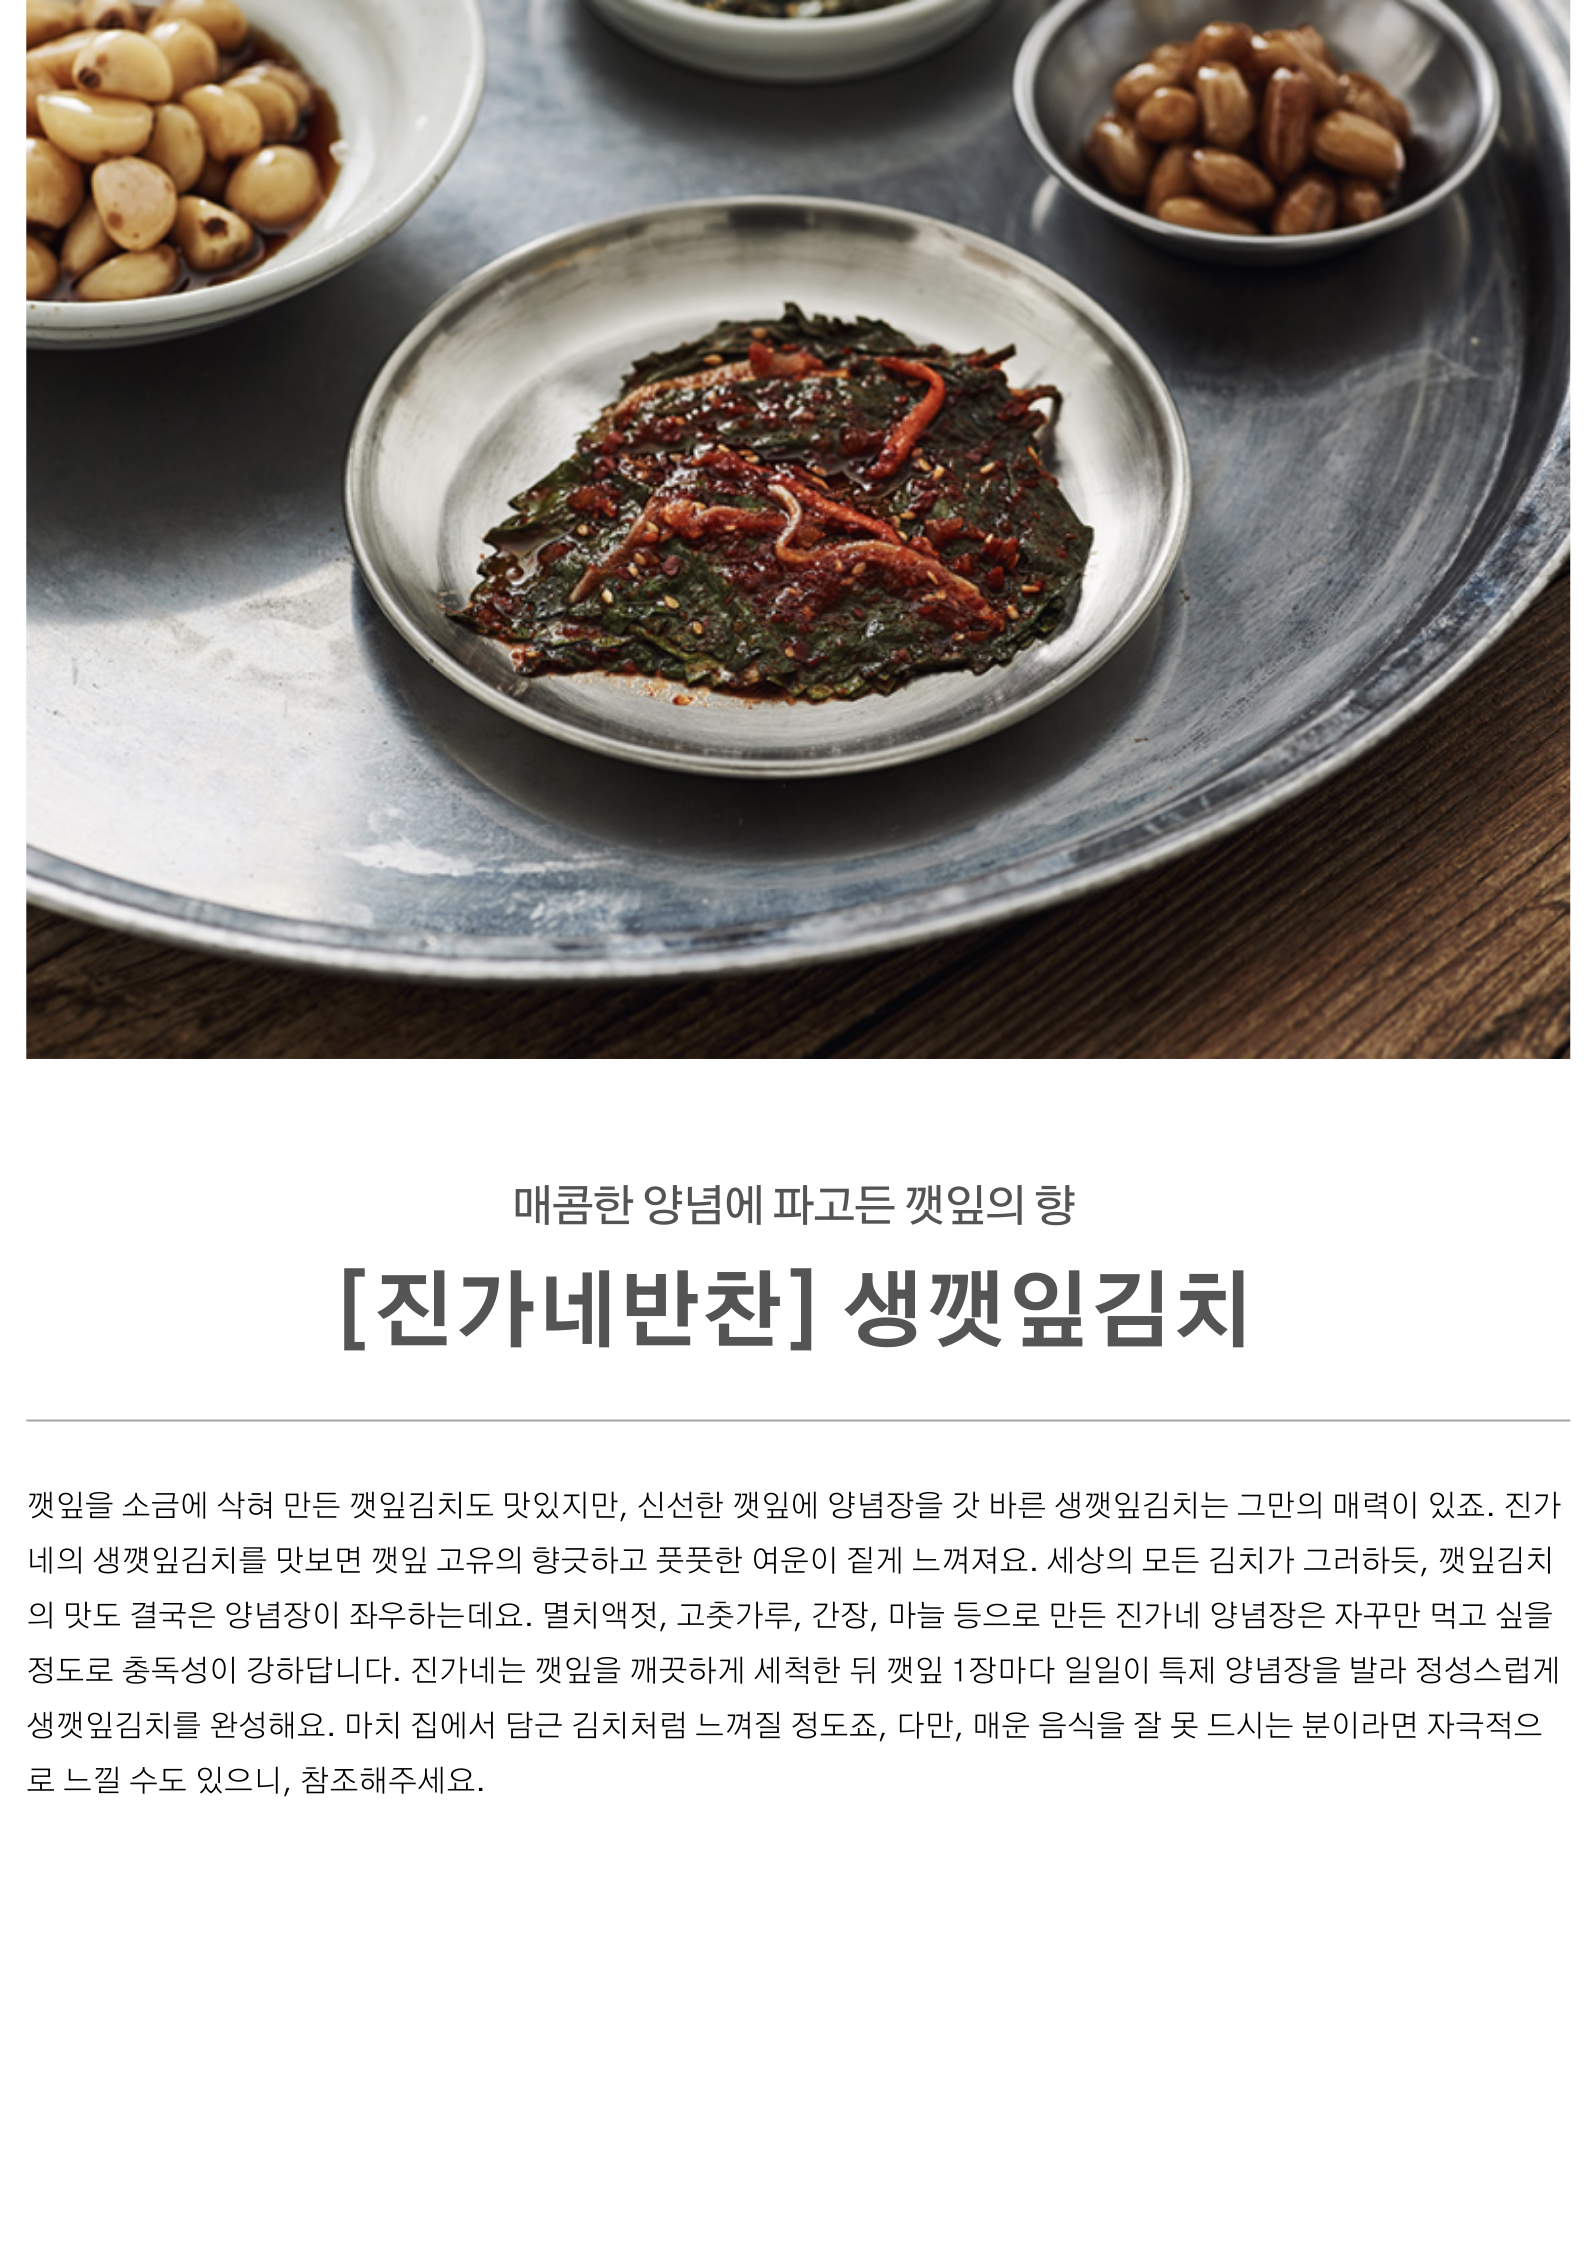 매콤한 양념에 파고든 깻잎의 향
[진가네반찬] 생깻잎김치
깻잎을 소금에 삭혀 만든 깻잎김치도 맛있지만, 신선한 깻잎에 양념장을 갓 바른 생깻잎김치는 그만의 매력이 있죠. 진가
네의 생꺳잎김치를 맛보면 깻잎 고유의 향긋하고 풋풋한 여운이 짙게 느껴져요. 세상의 모든 김치가 그러하듯, 깻잎김치
의 맛도 결국은 양념장이 좌우하는데요. 멸치액젓, 고춧가루, 간장, 마늘 등으로 만든 진가네 양념장은 자꾸만 먹고 싶을
정도로 중독성이 강하답니다. 진가네는 깻잎을 깨끗하게 세척한 뒤 깻잎 1장마다 일일이 특제 양념장을 발라 정성스럽게
생깻잎김치를 완성해요. 마치 집에서 담근 김치처럼 느껴질 정도죠, 다만, 매운 음식을 잘 못 드시는 분이라면 자극적으
로 느낄 수도 있으니, 참조해주세요.